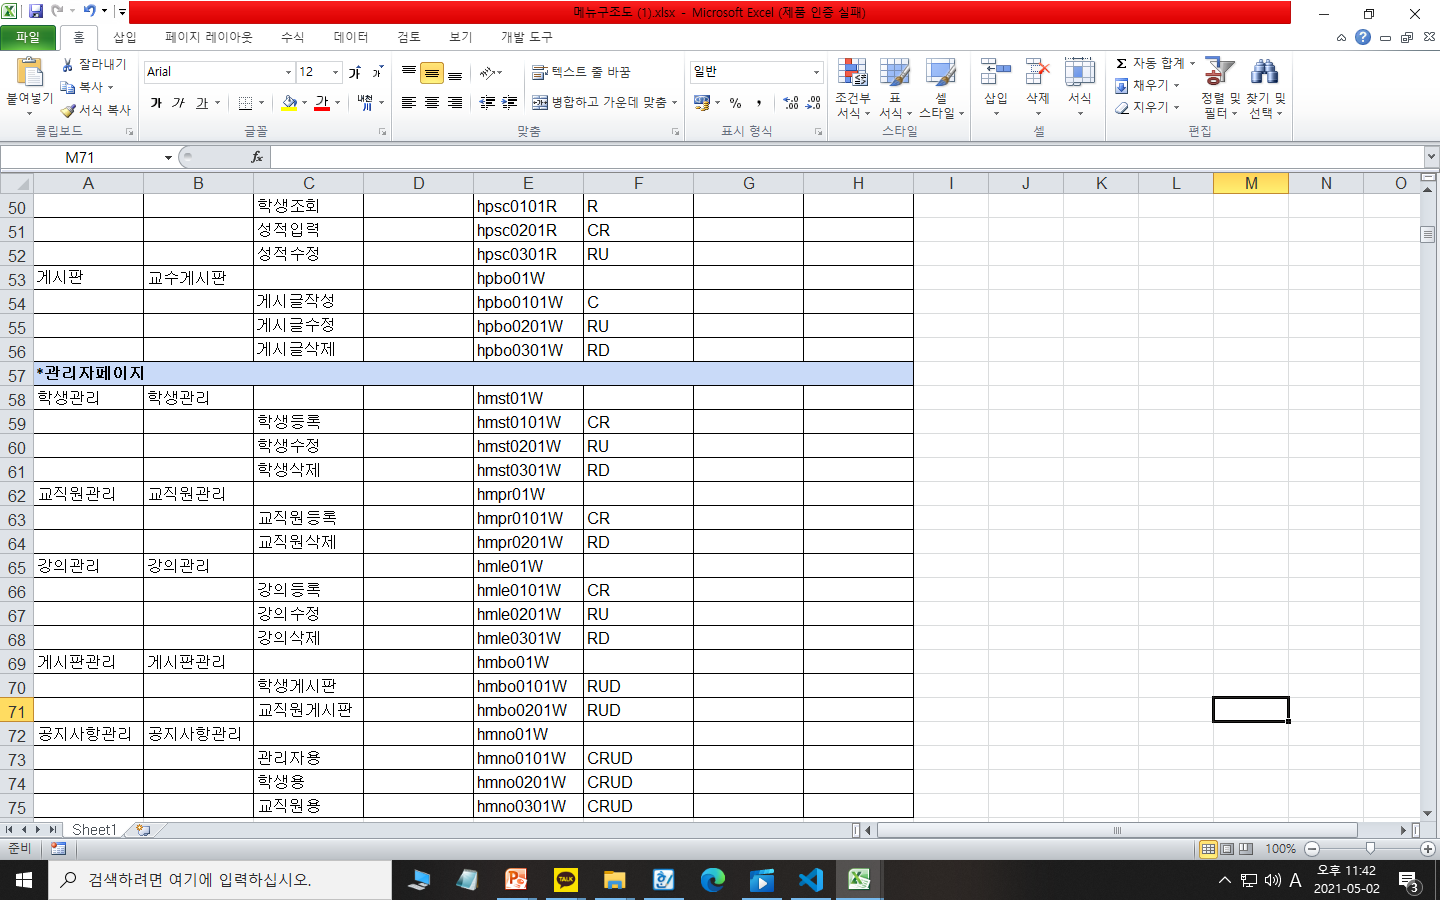 메뉴구조도 (1).xlsx - Microsoft Excel (제품 인증 실패)
파일 홈 삽입 페이지 레이아웃 수식 데이터 검토 보기 개발 도구
붙여넣기 잘라내기 복사 서식 복사 클립보드
Arial 12 가 가 가 가 가 가 내천 글꼴
텍스트 줄 바꿈 병합하고 가운데 맞춤 맞춤
일반 % , 표시 형식
조건부 서식 표 서식 셀 스타일 스타일
삽입 삭제 서식 셀
Σ 자동 합계 채우기 지우기 정렬 및 필터 찾기 및 선택 편집
M71 fx
A B C D E F G H I J K L M N O
50 학생조회 hpsc0101R R
51 성적입력 hpsc0201R CR
52 성적수정 hpsc0301R RU
53 게시판 교수게시판 hpbo01W
54 게시글작성 hpbo0101W C
55 게시글수정 hpbo0201W RU
56 게시글삭제 hpbo0301W RD
57 *관리자페이지
58 학생관리 학생관리 hmst01W
59 학생등록 hmst0101W CR
60 학생수정 hmst0201W RU
61 학생삭제 hmst0301W RD
62 교직원관리 교직원관리 hmpr01W
63 교직원등록 hmpr0101W CR
64 교직원삭제 hmpr0201W RD
65 강의관리 강의관리 hmle01W
66 강의등록 hmle0101W CR
67 강의수정 hmle0201W RU
68 강의삭제 hmle0301W RD
69 게시판관리 게시판관리 hmbo01W
70 학생게시판 hmbo0101W RUD
71 교직원게시판 hmbo0201W RUD
72 공지사항관리 공지사항관리 hmno01W
73 관리자용 hmno0101W CRUD
74 학생용 hmno0201W CRUD
75 교직원용 hmno0301W CRUD
Sheet1
준비 100%
검색하려면 여기에 입력하십시오.
TALK
A 오후 11:42
2021-05-02
3